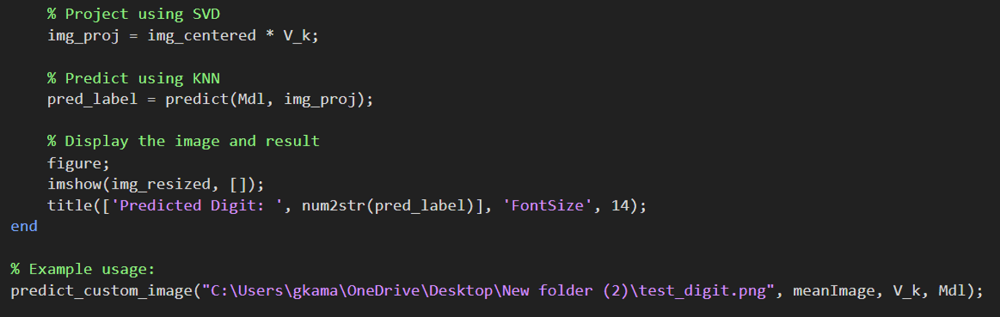 % Project using SVD
img_proj = img_centered * V_k;
% Predict using KNN
pred_label = predict(Mdl, img_proj);
% Display the image and result
figure;
imshow(img_resized, []);
title(['Predicted Digit: ', num2str(pred_label)], 'FontSize', 14);
end
% Example usage:
predict_custom_image("C:\Users\gkama\OneDrive\Desktop\New folder (2)\test_digit.png", meanImage, V_k, Mdl);